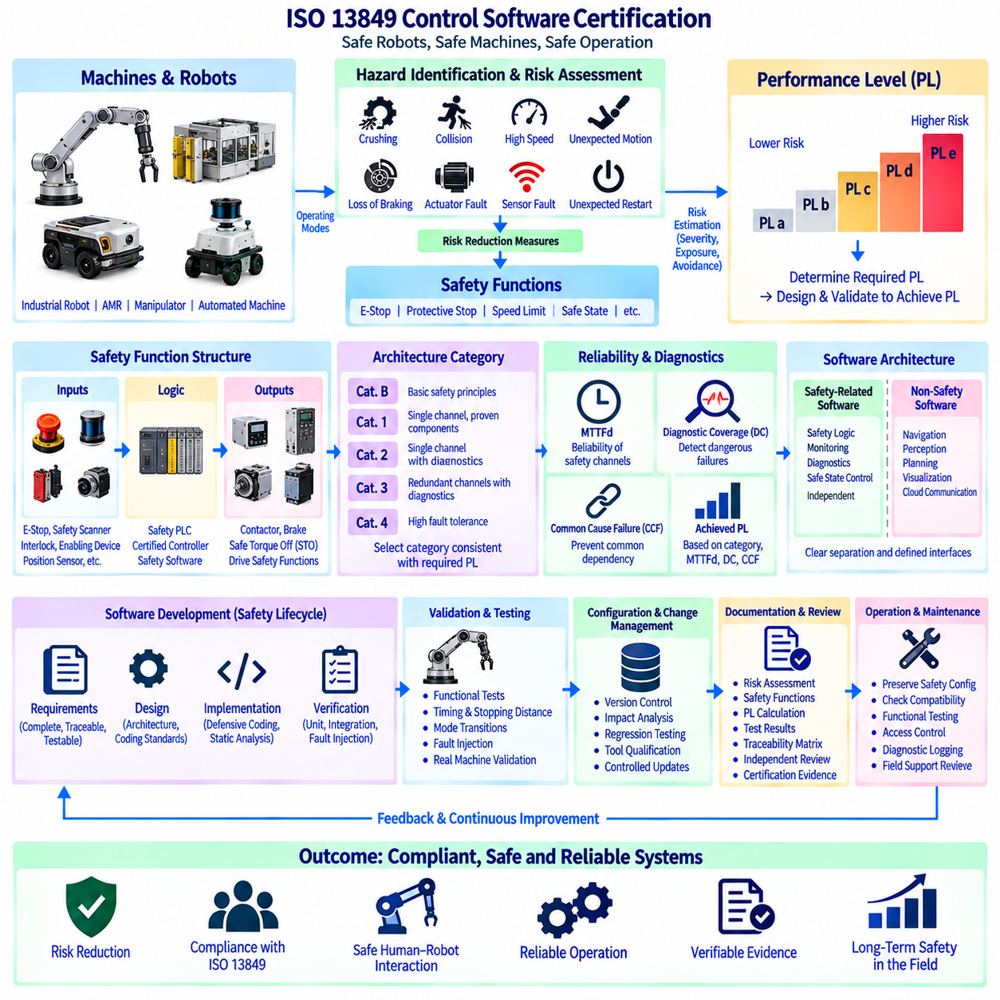 ISO 13849 Control Software Certification
Safe Robots, Safe Machines, Safe Operation
Machines & Robots
Industrial Robot | AMR | Manipulator | Automated Machine
Operating
Modes
Hazard Identification & Risk Assessment
Crushing
Collision
High Speed
Unexpected Motion
Loss of Braking
Actuator Fault
Sensor Fault
Unexpected Restart
Risk Reduction Measures
Safety Functions
E-Stop | Protective Stop | Speed Limit | Safe State | etc.
Risk
Estimation
(Severity,
Exposure,
Avoidance)
Performance Level (PL)
Lower Risk
Higher Risk
PL a
PL b
PL c
PL d
PL e
Determine Required PL
→ Design & Validate to Achieve PL
Safety Function Structure
Inputs
E-Stop, Safety Scanner
Interlock, Enabling Device
Position Sensor, etc.
Logic
Safety PLC
Certified Controller
Safety Software
Outputs
Contactor, Brake
Safe Torque Off (STO)
Drive Safety Functions
Architecture Category
Cat. B
Basic safety principles
Cat. 1
Single channel, proven
components
Cat. 2
Single channel
with diagnostics
Cat. 3
Redundant channels with
diagnostics
Cat. 4
High fault tolerance
Select category consistent
with required PL
Reliability & Diagnostics
MTTFd
Reliability of
safety channels
Diagnostic Coverage (DC)
Detect dangerous
failures
Common Cause Failure (CCF)
Prevent common
dependency
Achieved PL
Based on category,
MTTFd, DC, CCF
Software Architecture
Safety-Related
Software
Safety Logic
Monitoring
Diagnostics
Safe State Control
Independent
Non-Safety
Software
Navigation
Perception
Planning
Visualization
Cloud Communication
Clear separation and defined interfaces
Software Development (Safety Lifecycle)
Requirements
(Complete, Traceable,
Testable)
Design
(Architecture,
Coding Standards)
Implementation
(Defensive Coding,
Static Analysis)
Verification
(Unit, Integration,
Fault Injection)
Validation & Testing
• Functional Tests
• Timing & Stopping Distance
• Mode Transitions
• Fault Injection
• Real Machine Validation
Configuration & Change
Management
• Version Control
• Impact Analysis
• Regression Testing
• Tool Qualification
• Controlled Updates
Documentation & Review
• Risk Assessment
• Safety Functions
• PL Calculation
• Test Results
• Traceability Matrix
• Independent Review
• Certification Evidence
Operation & Maintenance
• Preserve Safety Config
• Check Compatibility
• Functional Testing
• Access Control
• Diagnostic Logging
• Field Support Revieve
Feedback & Continuous Improvement
Outcome: Compliant, Safe and Reliable Systems
Risk Reduction
Compliance with
ISO 13849
Safe Human–Robot
Interaction
Reliable Operation
Verifiable Evidence
Long-Term Safety
in the Field